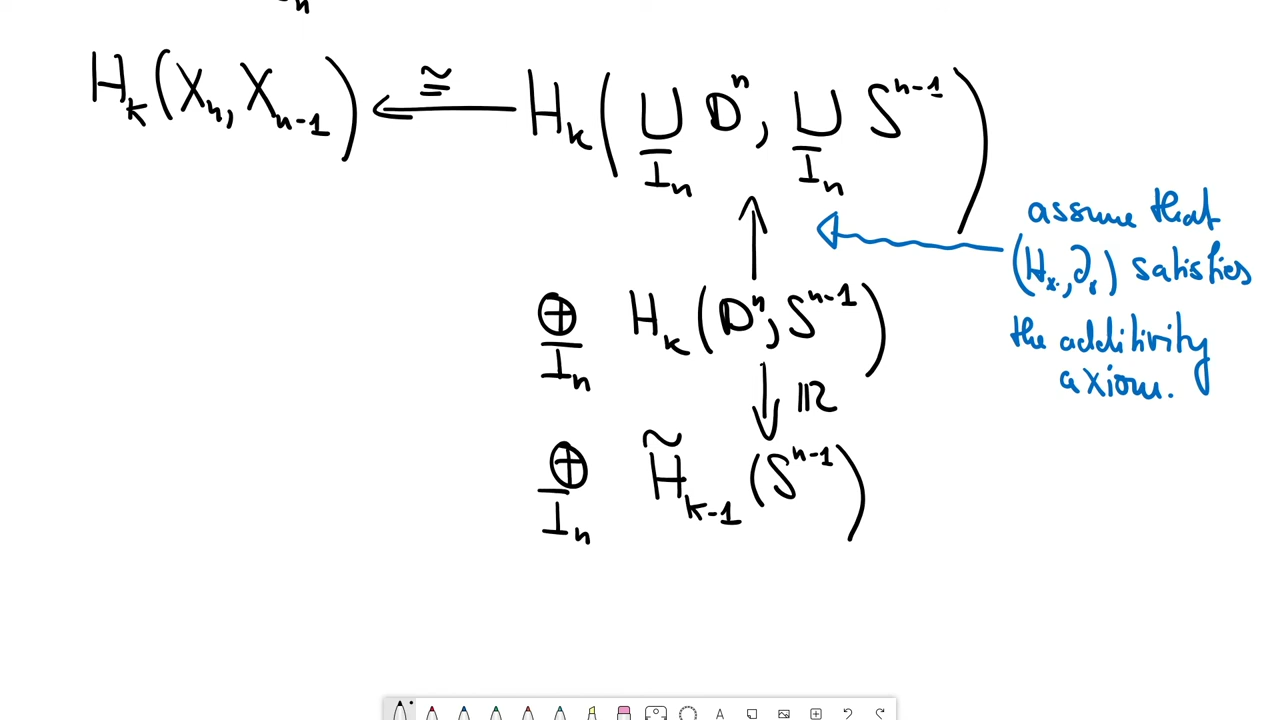 n
H_k(X_n, X_{n-1}) ≅ ← H_k(⊔_{I_n} D^n, ⊔_{I_n} S^{n-1})
↑
assume that
(H_*, ∂_*) satisfies
the additivity
axiom.
⊕_{I_n} H_k(D^n, S^{n-1})
↓ ≅
⊕_{I_n} H̃_{k-1}(S^{n-1})